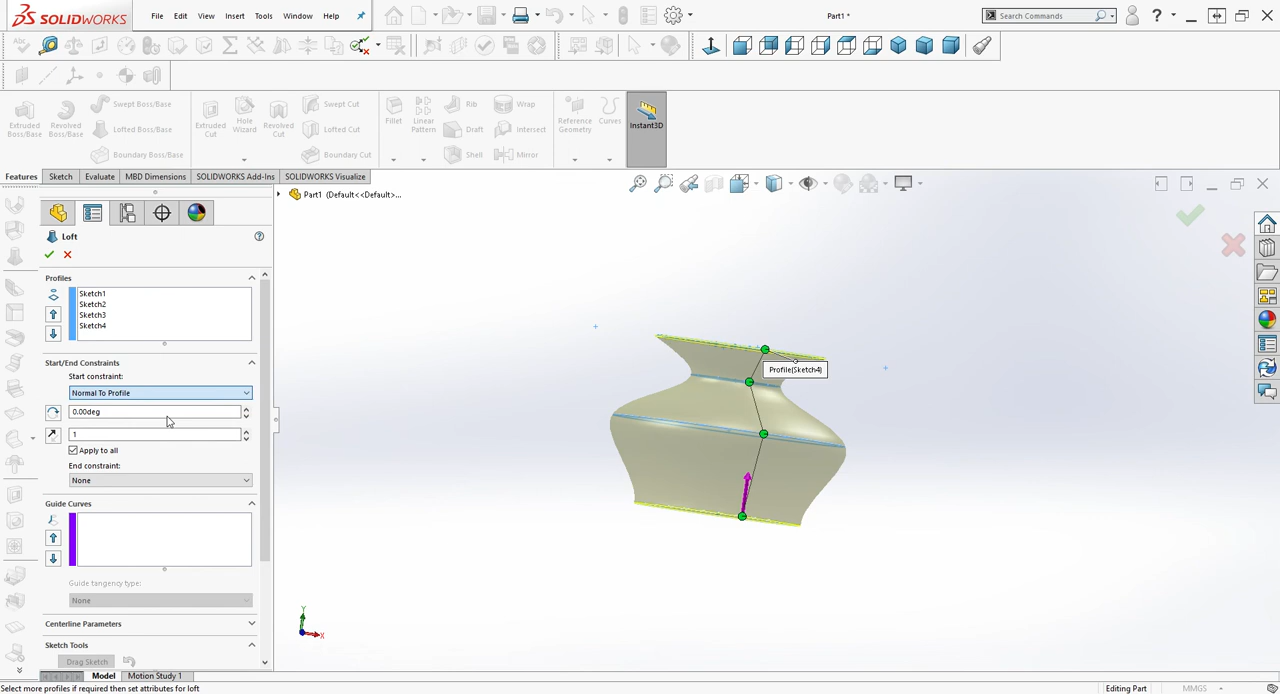 SOLIDWORKS File Edit View Insert Tools Window Help Part1 * Search Commands ?
Extruded Boss/Base Revolved Boss/Base Swept Boss/Base Lofted Boss/Base Boundary Boss/Base Extruded Cut Hole Wizard Revolved Cut Swept Cut Lofted Cut Boundary Cut Fillet Linear Pattern Rib Draft Shell Wrap Intersect Mirror Reference Geometry Curves Instant3D
Features Sketch Evaluate MBD Dimensions SOLIDWORKS Add-Ins SOLIDWORKS Visualize
Part1 (Default<<Default>...
Loft
Profiles
Sketch1
Sketch2
Sketch3
Sketch4
Start/End Constraints
Start constraint:
Normal To Profile
0.00deg
1
Apply to all
End constraint:
None
Guide Curves
Guide tangency type:
None
Centerline Parameters
Sketch Tools
Drag Sketch
Profile(Sketch4)
Y
X
Model Motion Study 1
Select more profiles if required then set attributes for loft Editing Part MMGS